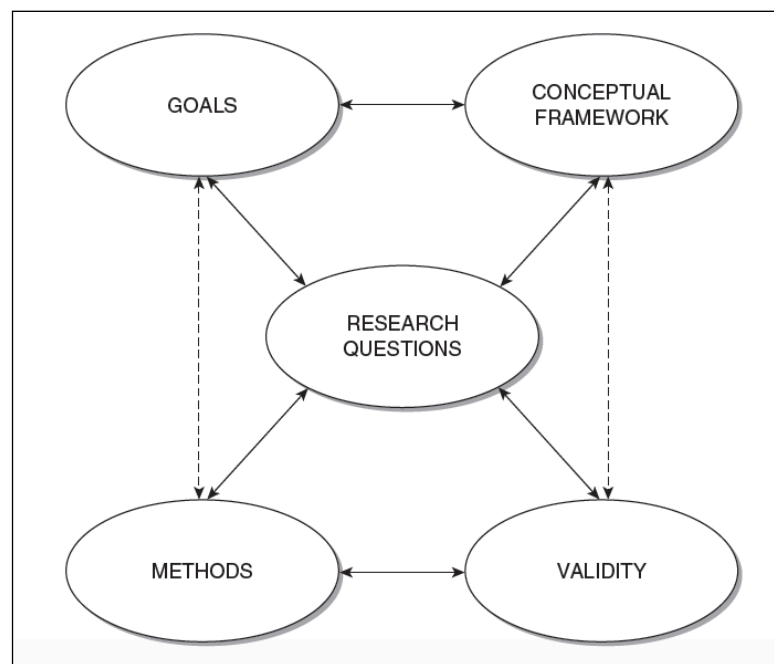 GOALS
CONCEPTUAL
FRAMEWORK
RESEARCH
QUESTIONS
METHODS
VALIDITY